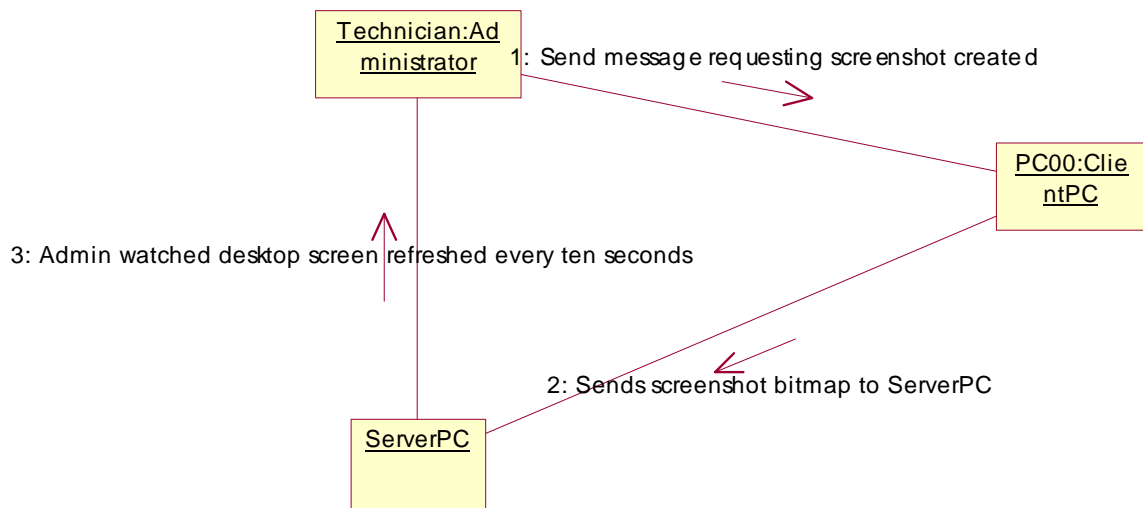 Technician:Ad
ministrator
1: Send message requesting screenshot created
PC00:Clie
ntPC
3: Admin watched desktop screen refreshed every ten seconds
2: Sends screenshot bitmap to ServerPC
ServerPC